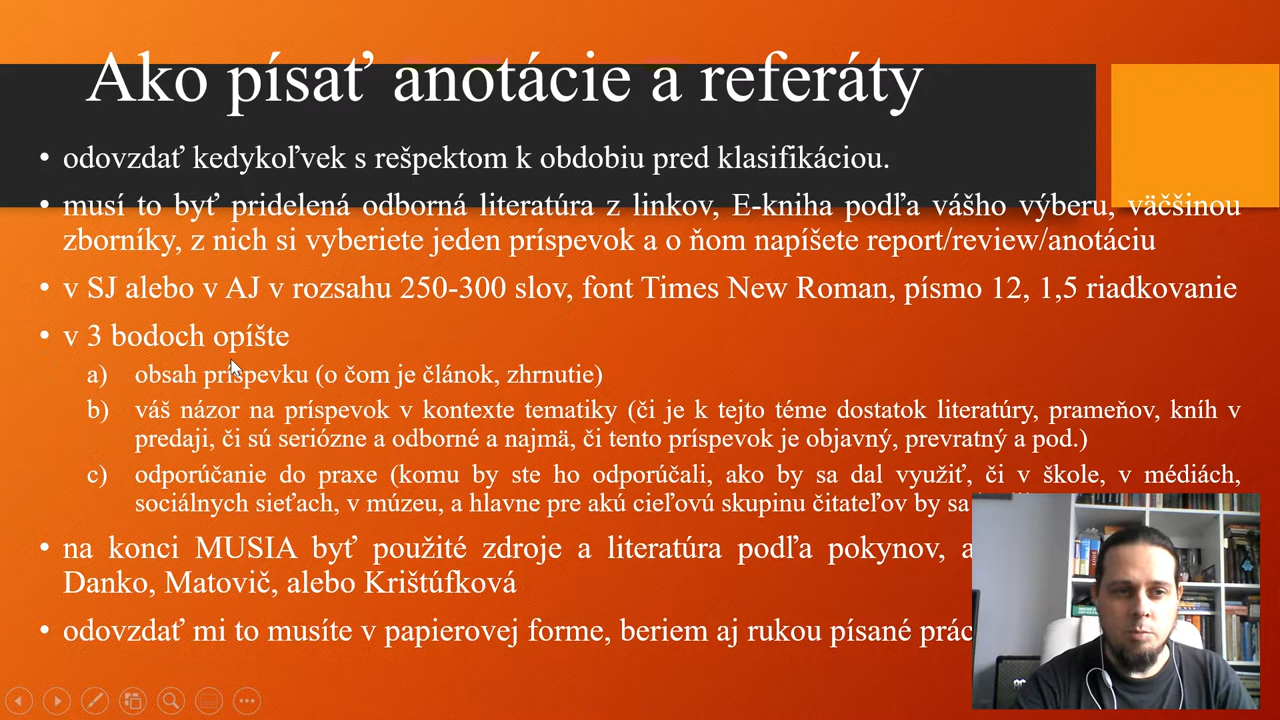 Ako písať anotácie a referáty
• odovzdať kedykoľvek s rešpektom k obdobiu pred klasifikáciou.
• musí to byť pridelená odborná literatúra z linkov, E-kniha podľa vášho výberu, väčšinou
zborníky, z nich si vyberiete jeden príspevok a o ňom napíšete report/review/anotáciu
• v SJ alebo v AJ v rozsahu 250-300 slov, font Times New Roman, písmo 12, 1,5 riadkovanie
• v 3 bodoch opíšte
a) obsah príspevku (o čom je článok, zhrnutie)
b) váš názor na príspevok v kontexte tematiky (či je k tejto téme dostatok literatúry, prameňov, kníh v
predaji, či sú seriózne a odborné a najmä, či tento príspevok je objavný, prevratný a pod.)
c) odporúčanie do praxe (komu by ste ho odporúčali, ako by sa dal využiť, či v škole, v médiách,
sociálnych sieťach, v múzeu, a hlavne pre akú cieľovú skupinu čitateľov by sa
• na konci MUSIA byť použité zdroje a literatúra podľa pokynov,
Danko, Matovič, alebo Krištúfková
• odovzdať mi to musíte v papierovej forme, beriem aj rukou písané